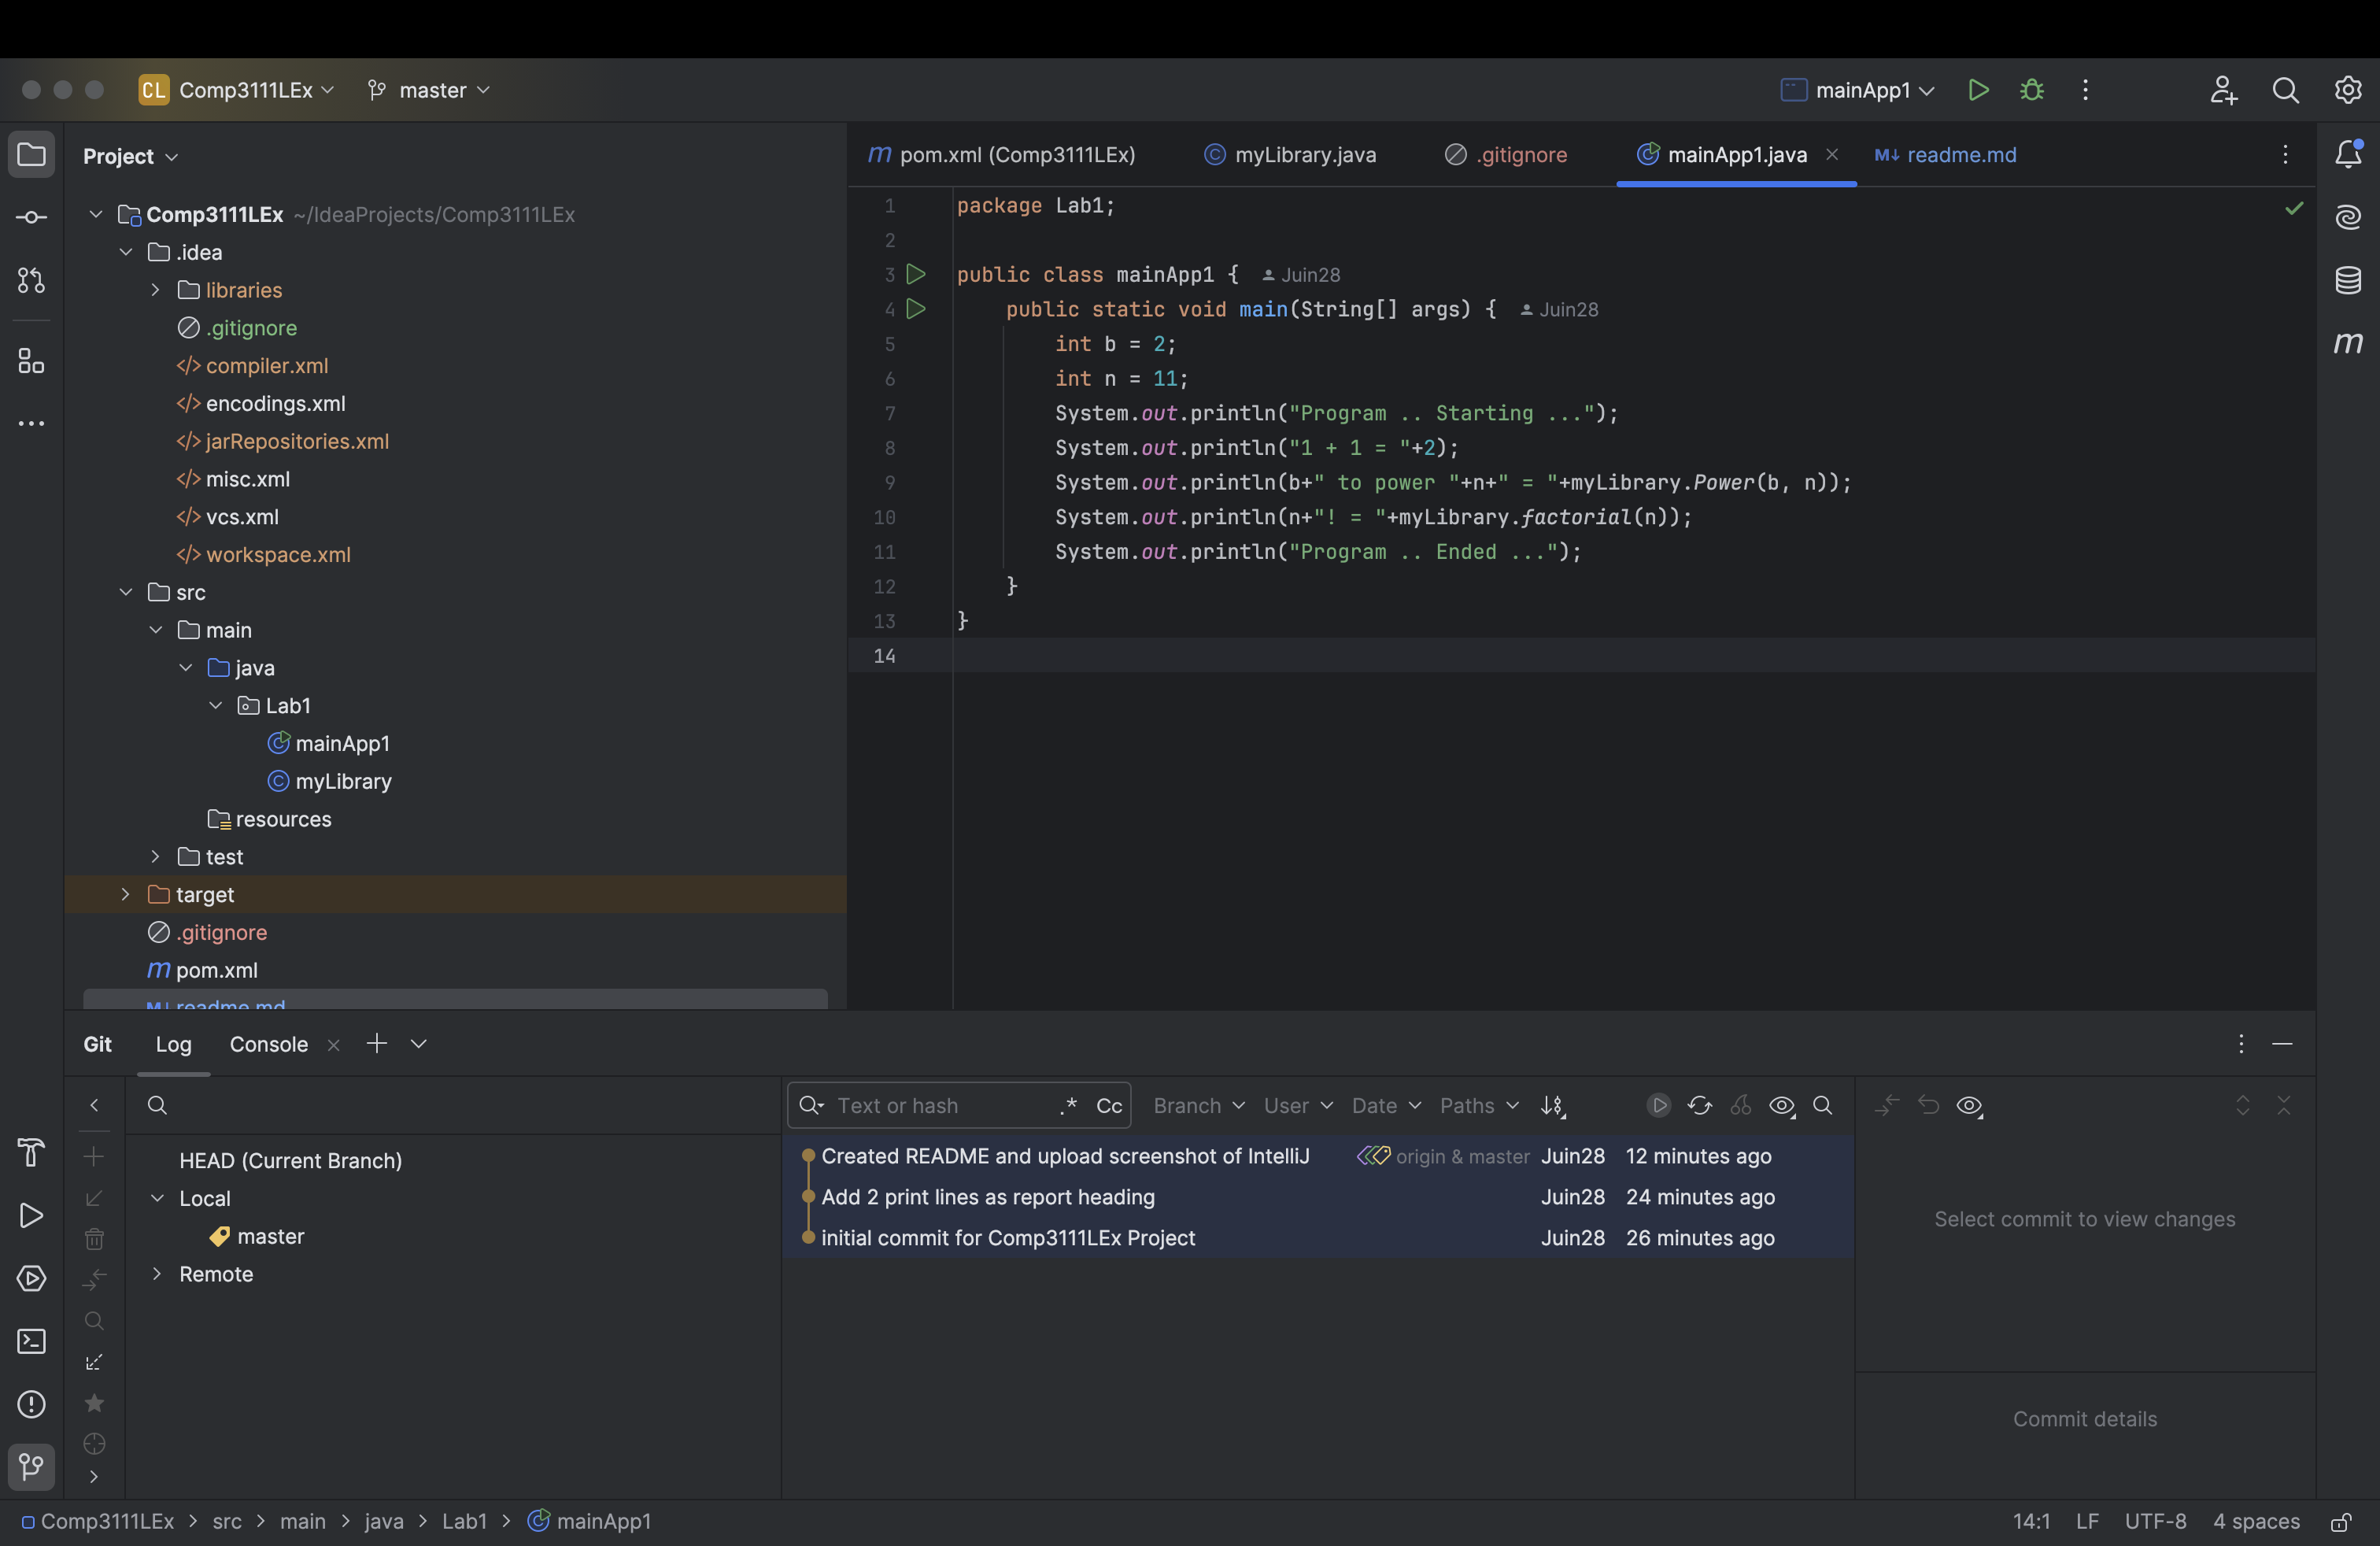 CL Comp3111LEx master mainApp1
Project
Comp3111LEx ~/IdeaProjects/Comp3111LEx
.idea
libraries
.gitignore
</> compiler.xml
</> encodings.xml
</> jarRepositories.xml
</> misc.xml
</> vcs.xml
</> workspace.xml
src
main
java
Lab1
mainApp1
myLibrary
resources
test
target
.gitignore
m pom.xml
M↓ readme.md
m pom.xml (Comp3111LEx) myLibrary.java .gitignore mainApp1.java M↓ readme.md
1 package Lab1;
2
3 public class mainApp1 { Juin28
4 public static void main(String[] args) { Juin28
5 int b = 2;
6 int n = 11;
7 System.out.println("Program .. Starting ...");
8 System.out.println("1 + 1 = "+2);
9 System.out.println(b+" to power "+n+" = "+myLibrary.Power(b, n));
10 System.out.println(n+"! = "+myLibrary.factorial(n));
11 System.out.println("Program .. Ended ...");
12 }
13 }
14
m
Git Log Console
HEAD (Current Branch)
Local
master
Remote
Text or hash .* Cc Branch User Date Paths
Created README and upload screenshot of IntelliJ origin & master Juin28 12 minutes ago
Add 2 print lines as report heading Juin28 24 minutes ago
initial commit for Comp3111LEx Project Juin28 26 minutes ago
Select commit to view changes
Commit details
Comp3111LEx > src > main > java > Lab1 > mainApp1 14:1 LF UTF-8 4 spaces